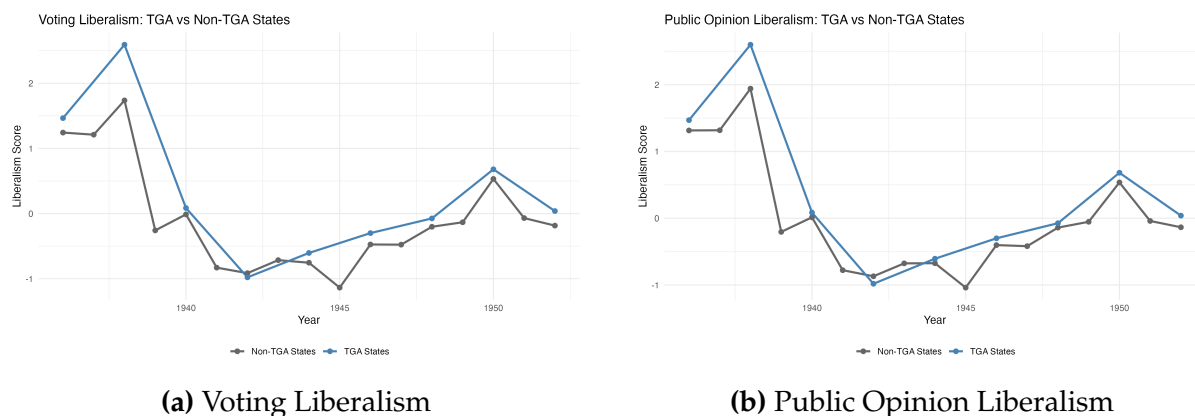 Voting Liberalism: TGA vs Non-TGA States
Liberalism Score
2
1
0
-1
1940
1945
1950
Year
Non-TGA States
TGA States
(a) Voting Liberalism
Public Opinion Liberalism: TGA vs Non-TGA States
Liberalism Score
2
1
0
-1
1940
1945
1950
Year
Non-TGA States
TGA States
(b) Public Opinion Liberalism